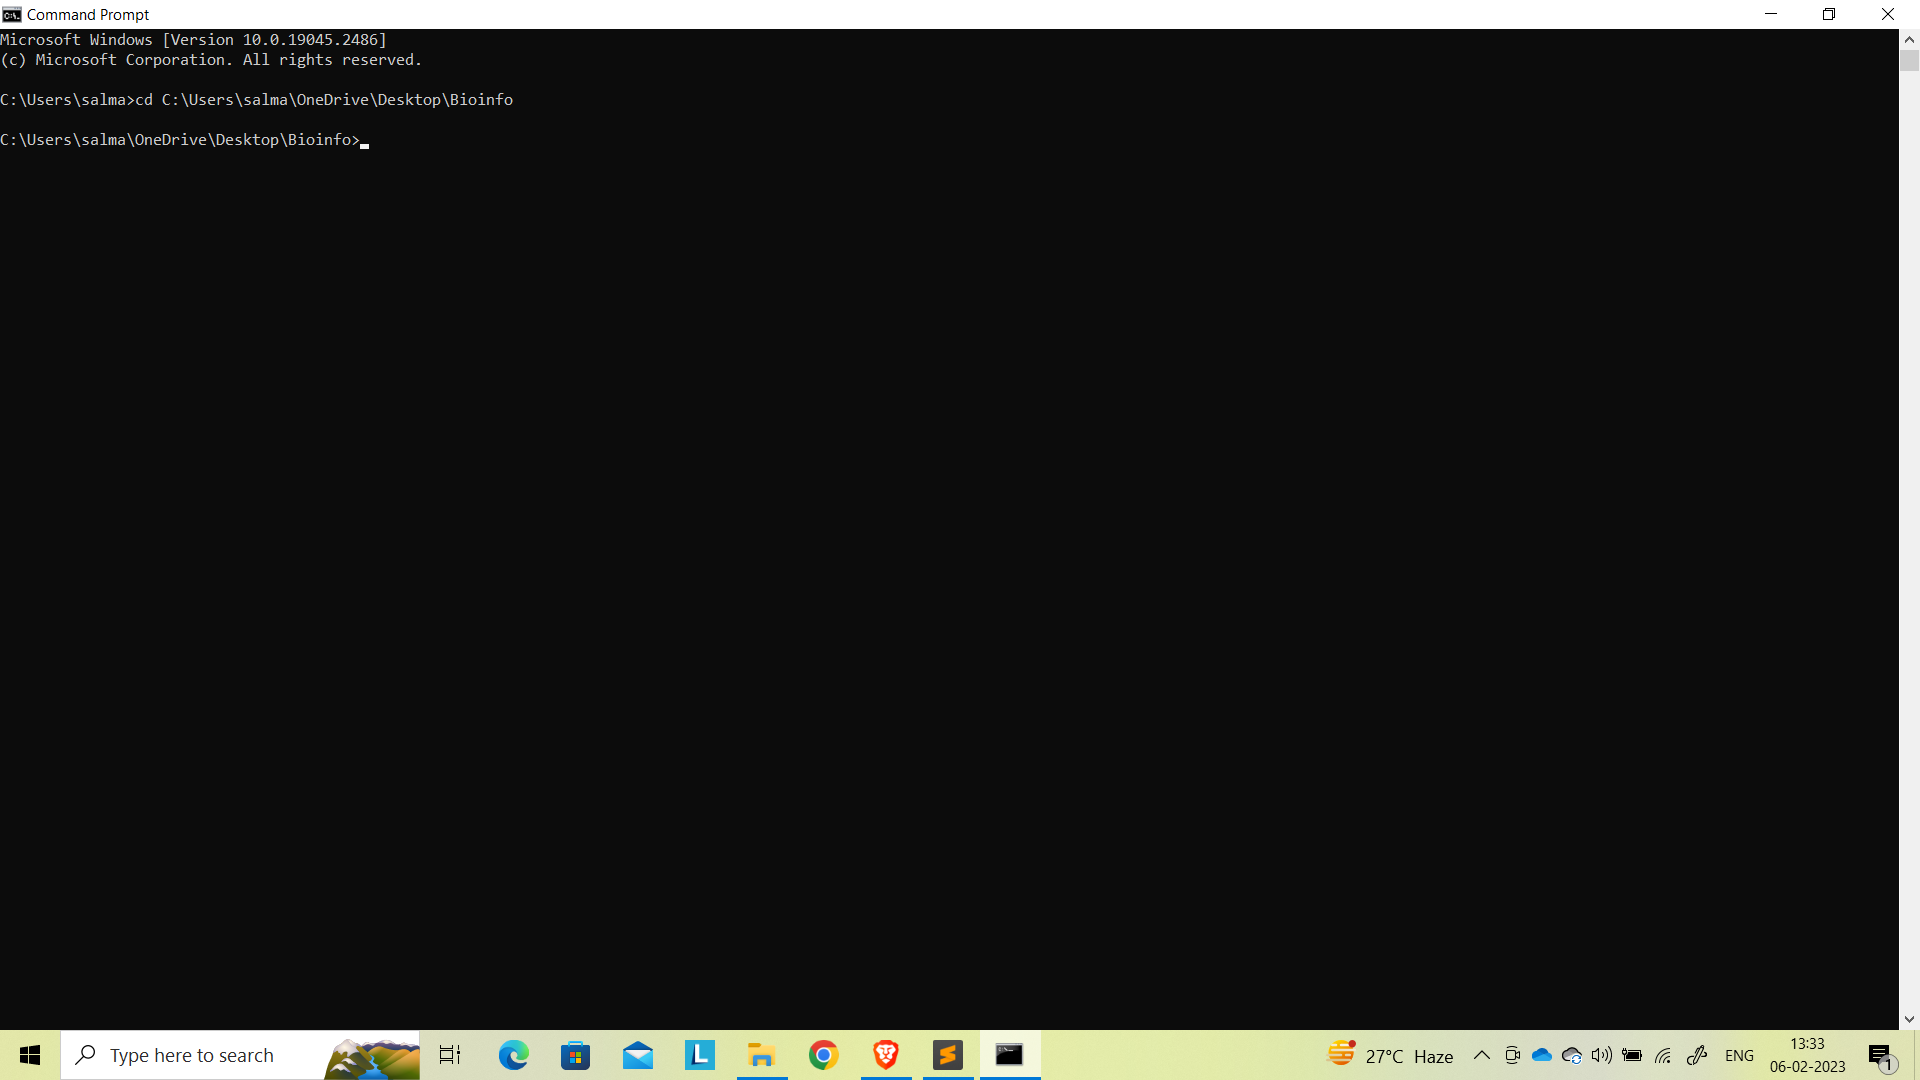 Command Prompt
Microsoft Windows [Version 10.0.19045.2486]
(c) Microsoft Corporation. All rights reserved.
C:\Users\salma>cd C:\Users\salma\OneDrive\Desktop\Bioinfo
C:\Users\salma\OneDrive\Desktop\Bioinfo>
Type here to search
L
27°C Haze
ENG
13:33
06-02-2023
1